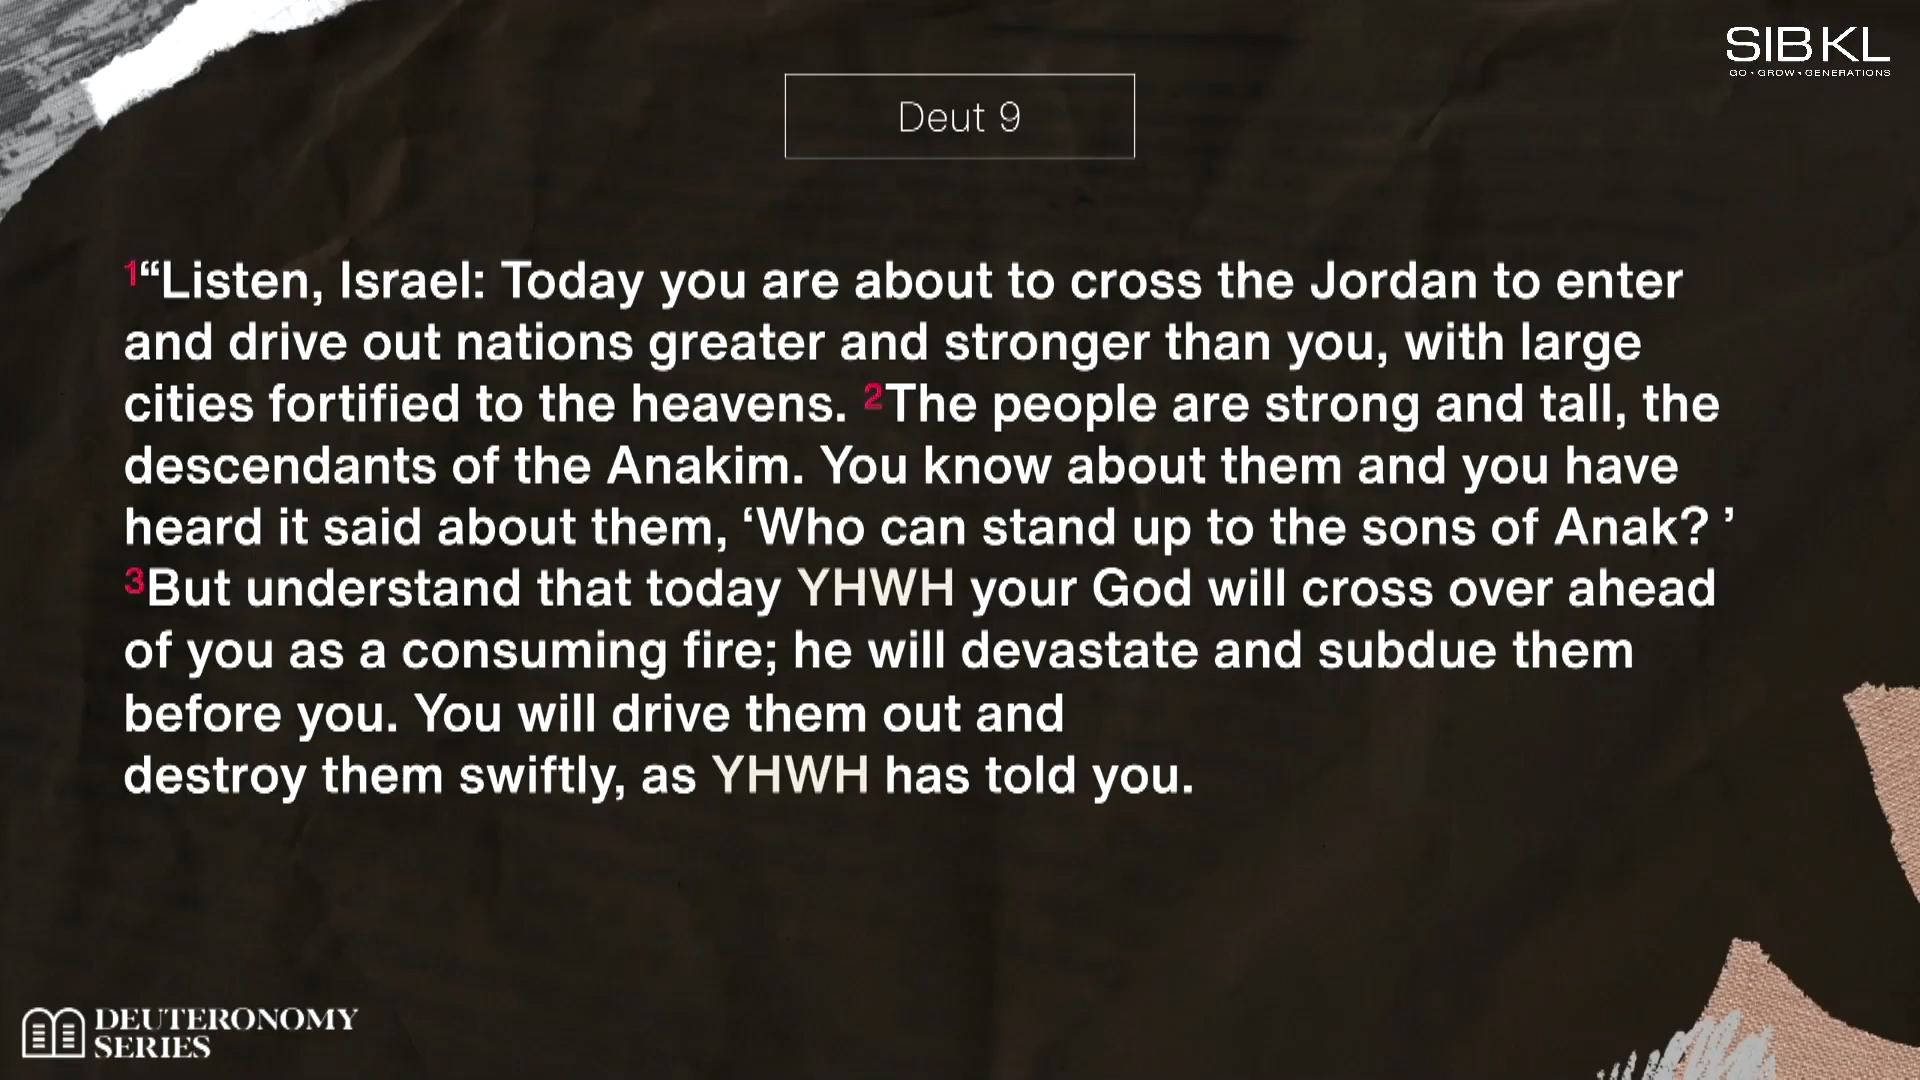 SIBKL
GO • GROW • GENERATIONS
Deut 9
1“Listen, Israel: Today you are about to cross the Jordan to enter
and drive out nations greater and stronger than you, with large
cities fortified to the heavens. 2The people are strong and tall, the
descendants of the Anakim. You know about them and you have
heard it said about them, ‘Who can stand up to the sons of Anak? ’
3But understand that today YHWH your God will cross over ahead
of you as a consuming fire; he will devastate and subdue them
before you. You will drive them out and
destroy them swiftly, as YHWH has told you.
DEUTERONOMY
SERIES